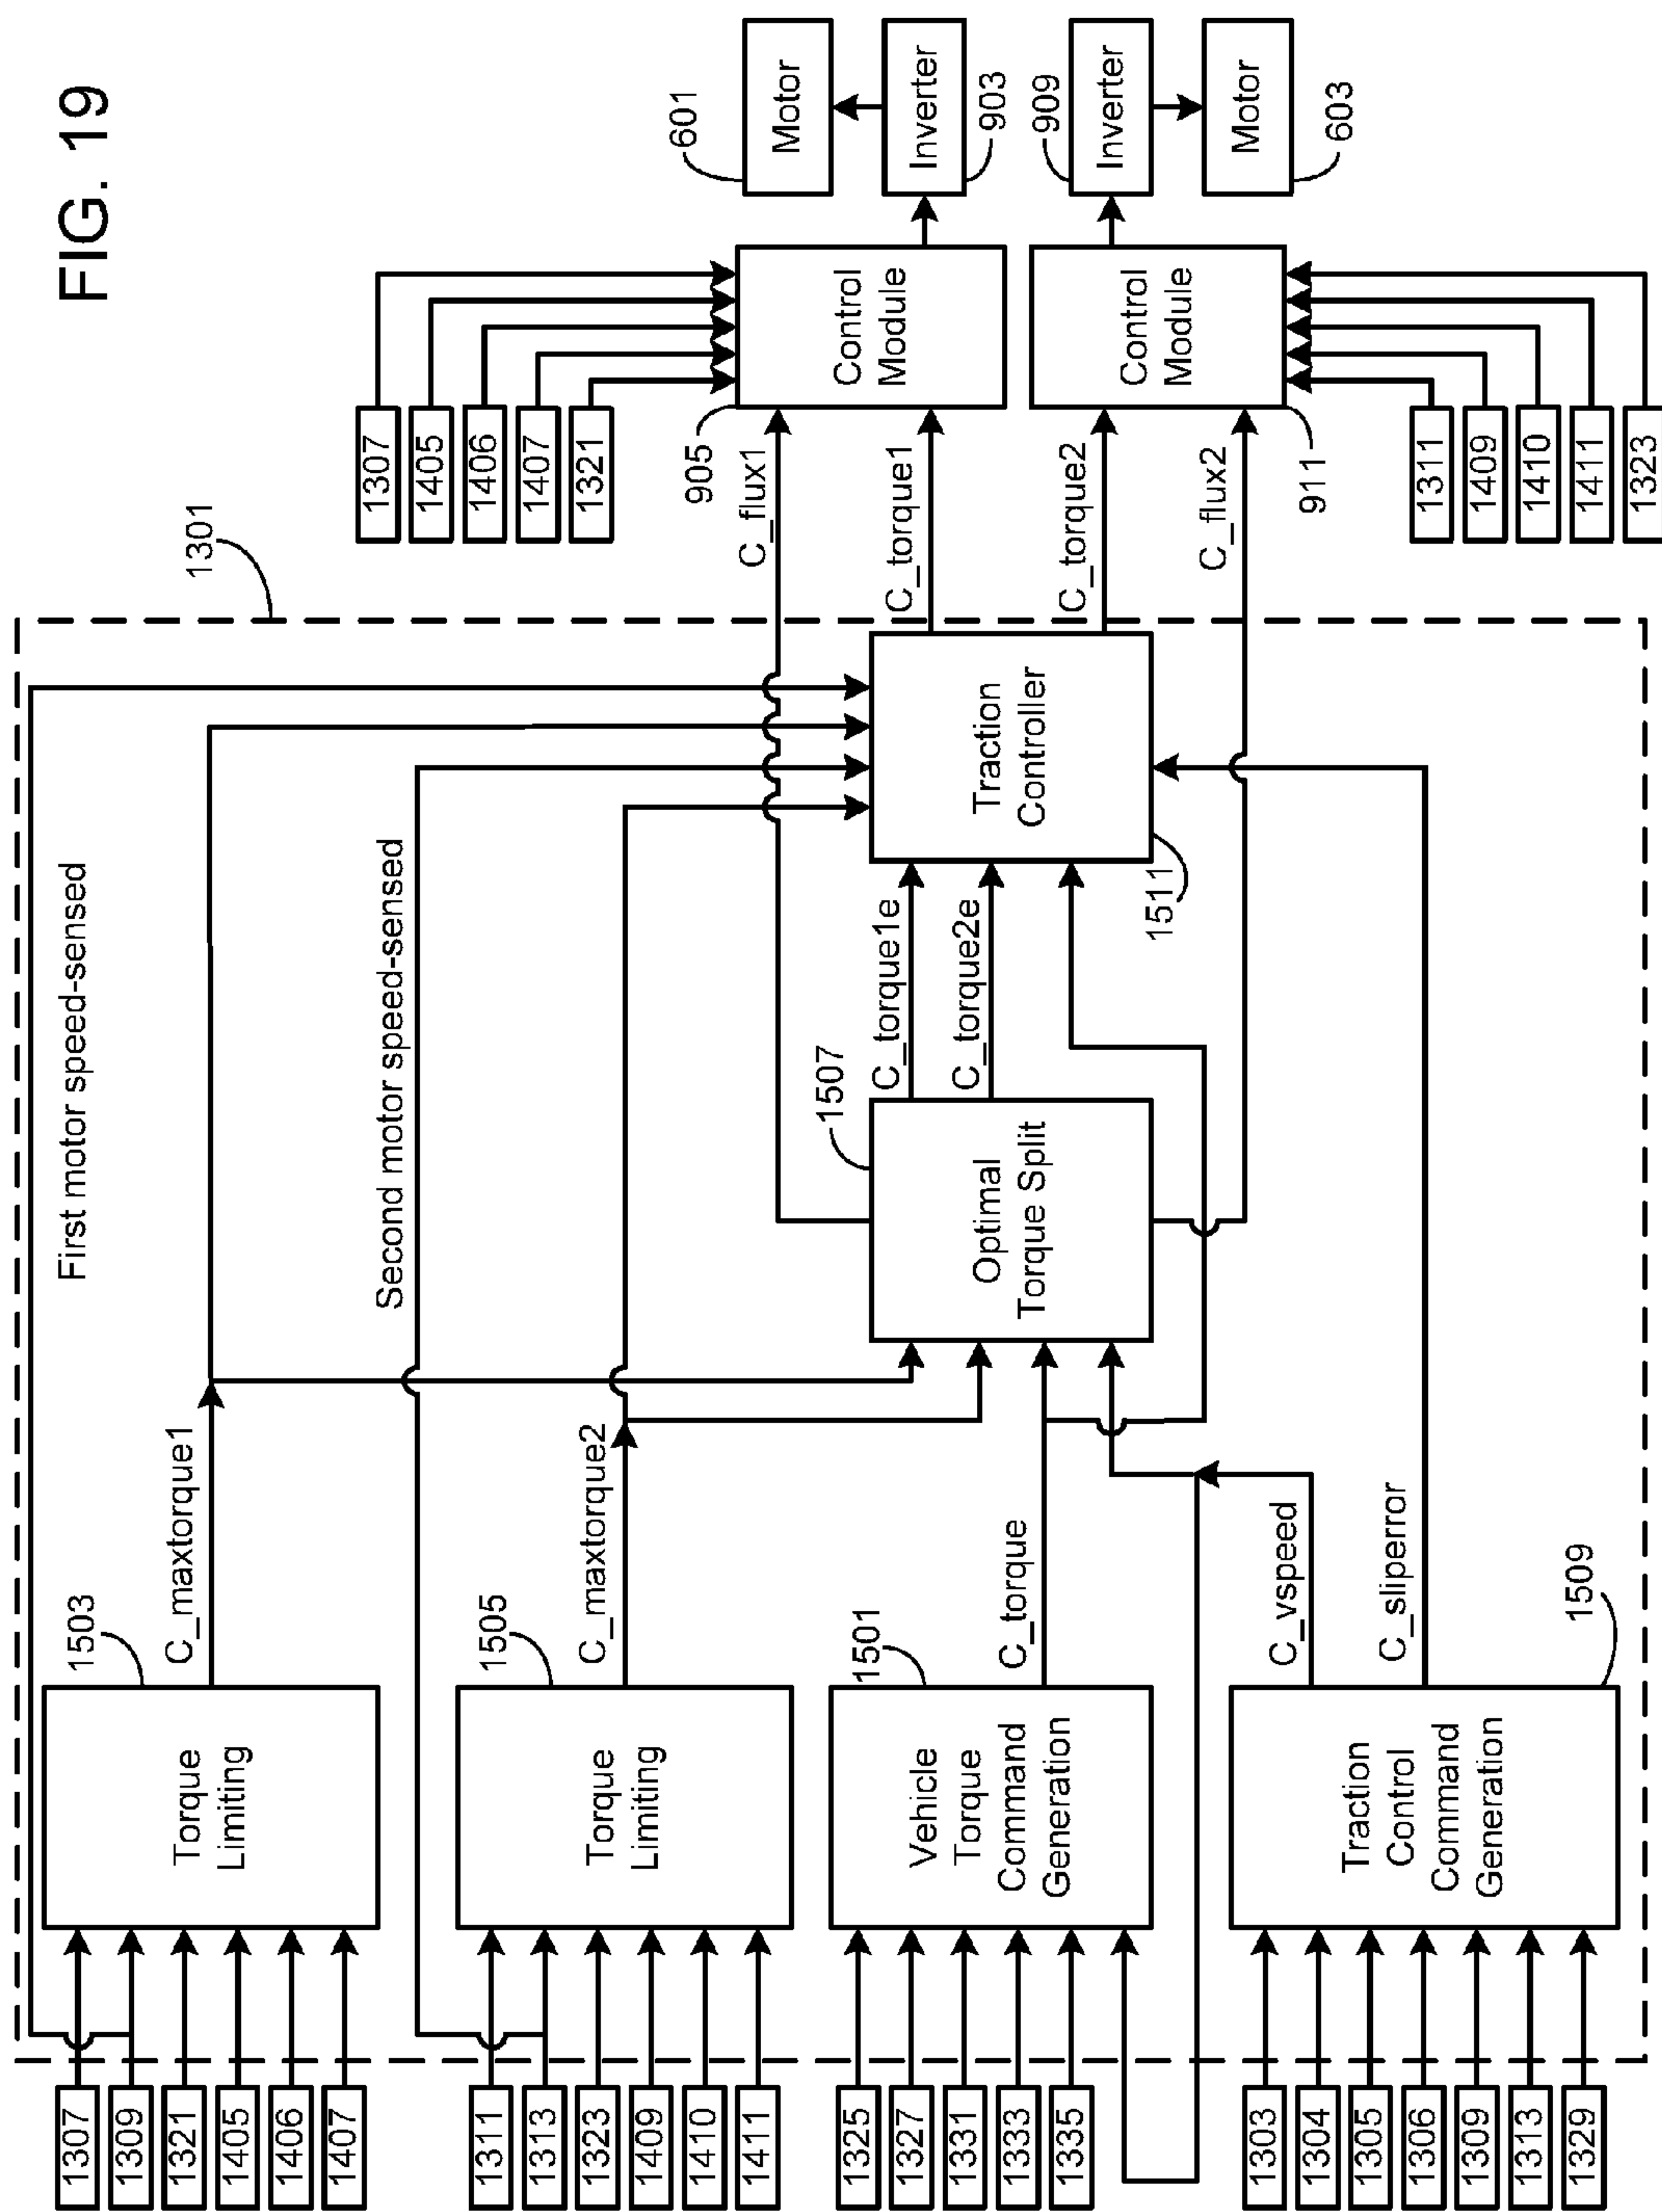 FIG. 19
1301
First motor speed-sensed
Second motor speed-sensed
1307
1309
1321
1405
1406
1407
Torque
Limiting
1503
C_maxtorque1
1311
1313
1323
1409
1410
1411
Torque
Limiting
1505
C_maxtorque2
1325
1327
1331
1333
1335
Vehicle
Torque
Command
Generation
1501
C_torque
1303
1304
1305
1306
1309
1313
1329
Traction
Control
Command
Generation
1509
C_vspeed
C_sliperror
Optimal
Torque Split
1507
C_torque1e
C_torque2e
Traction
Controller
1511
C_flux1
C_torque1
C_torque2
C_flux2
1307
1405
1406
1407
1321
905
Control
Module
Control
Module
911
1311
1409
1410
1411
1323
601
Motor
Inverter
903
909
Inverter
Motor
603